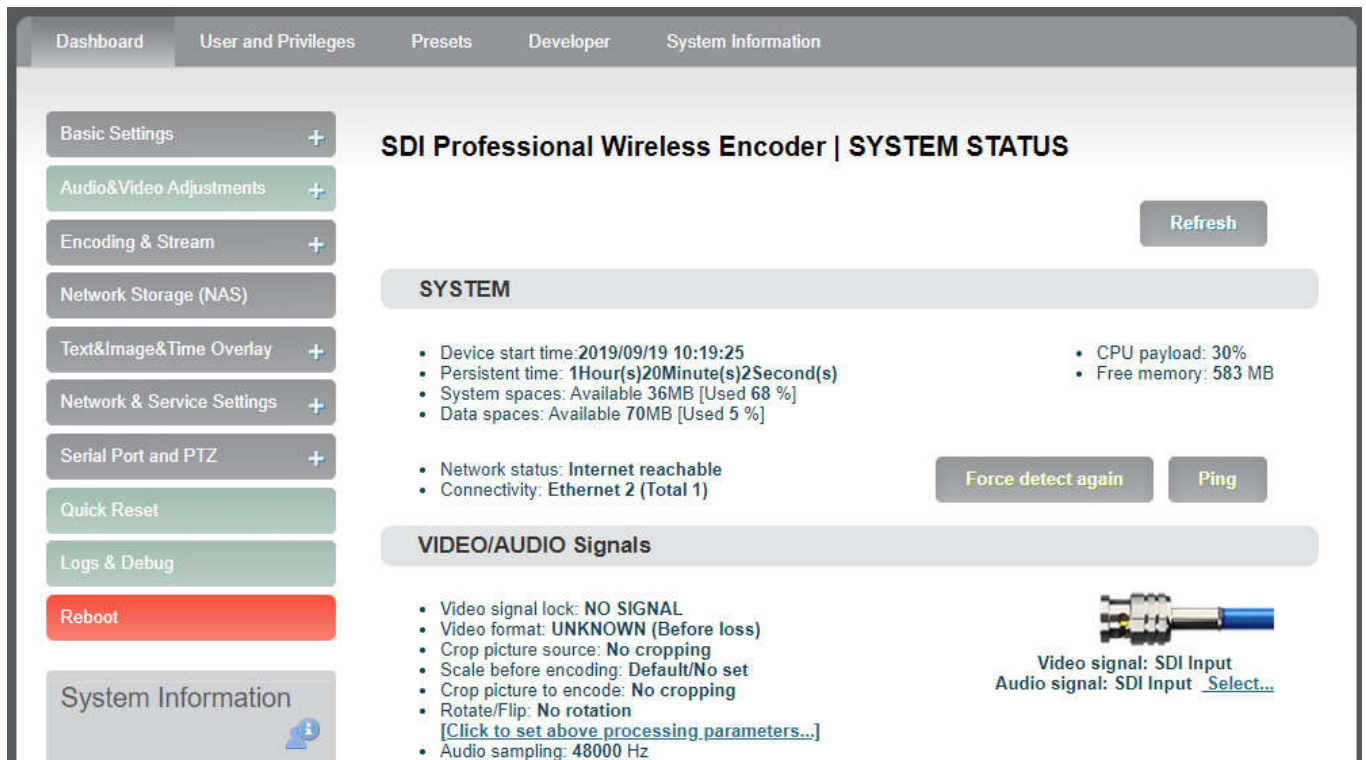 Dashboard User and Privileges Presets Developer System Information
Basic Settings +
Audio&Video Adjustments +
Encoding & Stream +
Network Storage (NAS)
Text&Image&Time Overlay +
Network & Service Settings +
Serial Port and PTZ +
Quick Reset
Logs & Debug
Reboot
System Information
SDI Professional Wireless Encoder | SYSTEM STATUS
Refresh
SYSTEM
• Device start time:2019/09/19 10:19:25
• Persistent time: 1Hour(s)20Minute(s)2Second(s)
• System spaces: Available 36MB [Used 68 %]
• Data spaces: Available 70MB [Used 5 %]
• CPU payload: 30%
• Free memory: 583 MB
• Network status: Internet reachable
• Connectivity: Ethernet 2 (Total 1)
Force detect again Ping
VIDEO/AUDIO Signals
• Video signal lock: NO SIGNAL
• Video format: UNKNOWN (Before loss)
• Crop picture source: No cropping
• Scale before encoding: Default/No set
• Crop picture to encode: No cropping
• Rotate/Flip: No rotation
[Click to set above processing parameters...]
• Audio sampling: 48000 Hz
Video signal: SDI Input
Audio signal: SDI Input Select...